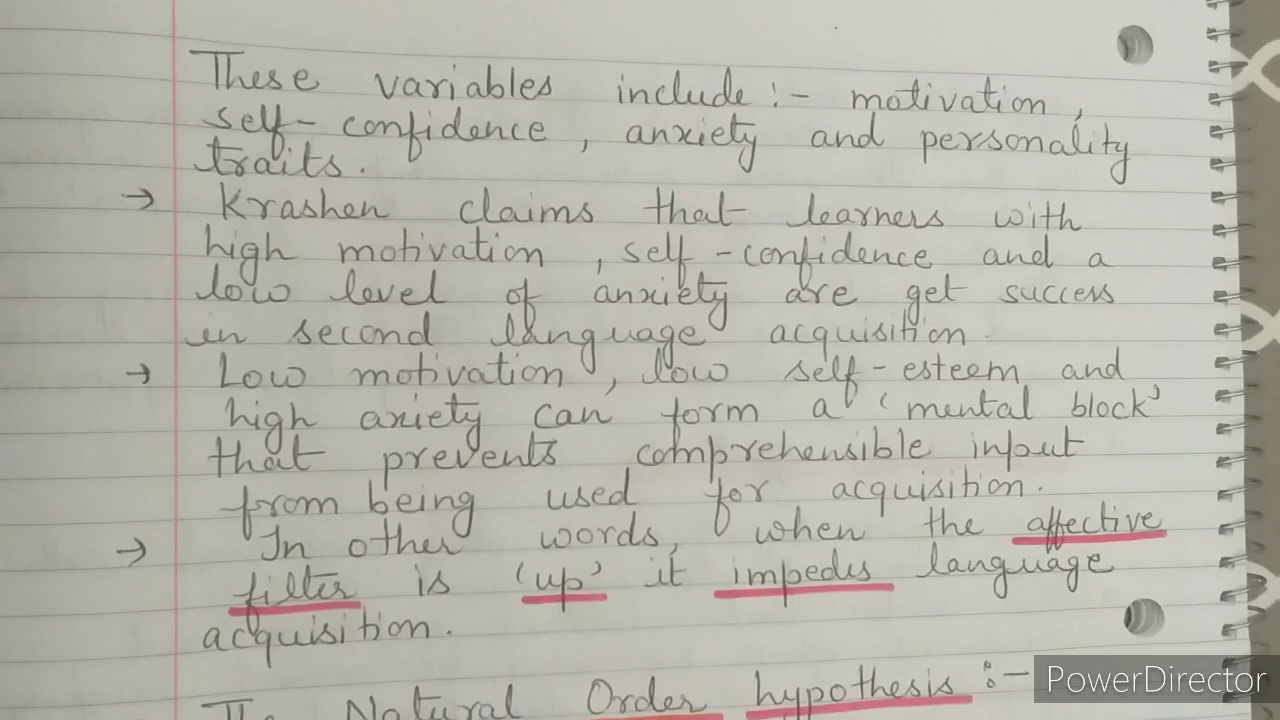 These variables include :- motivation,
self-confidence, anxiety and personality
traits.
→ Krashen claims that learners with
high motivation, self-confidence and a
low level of anxiety are get success
in second language acquisition.
→ Low motivation, low self-esteem and
high axiety can form a 'mental block'
that prevents comprehensible input
from being used for acquisition.
→ In other words, when the affective
filter is 'up' it impedes language
acquisition.
The Natural Order hypothesis :-
PowerDirector